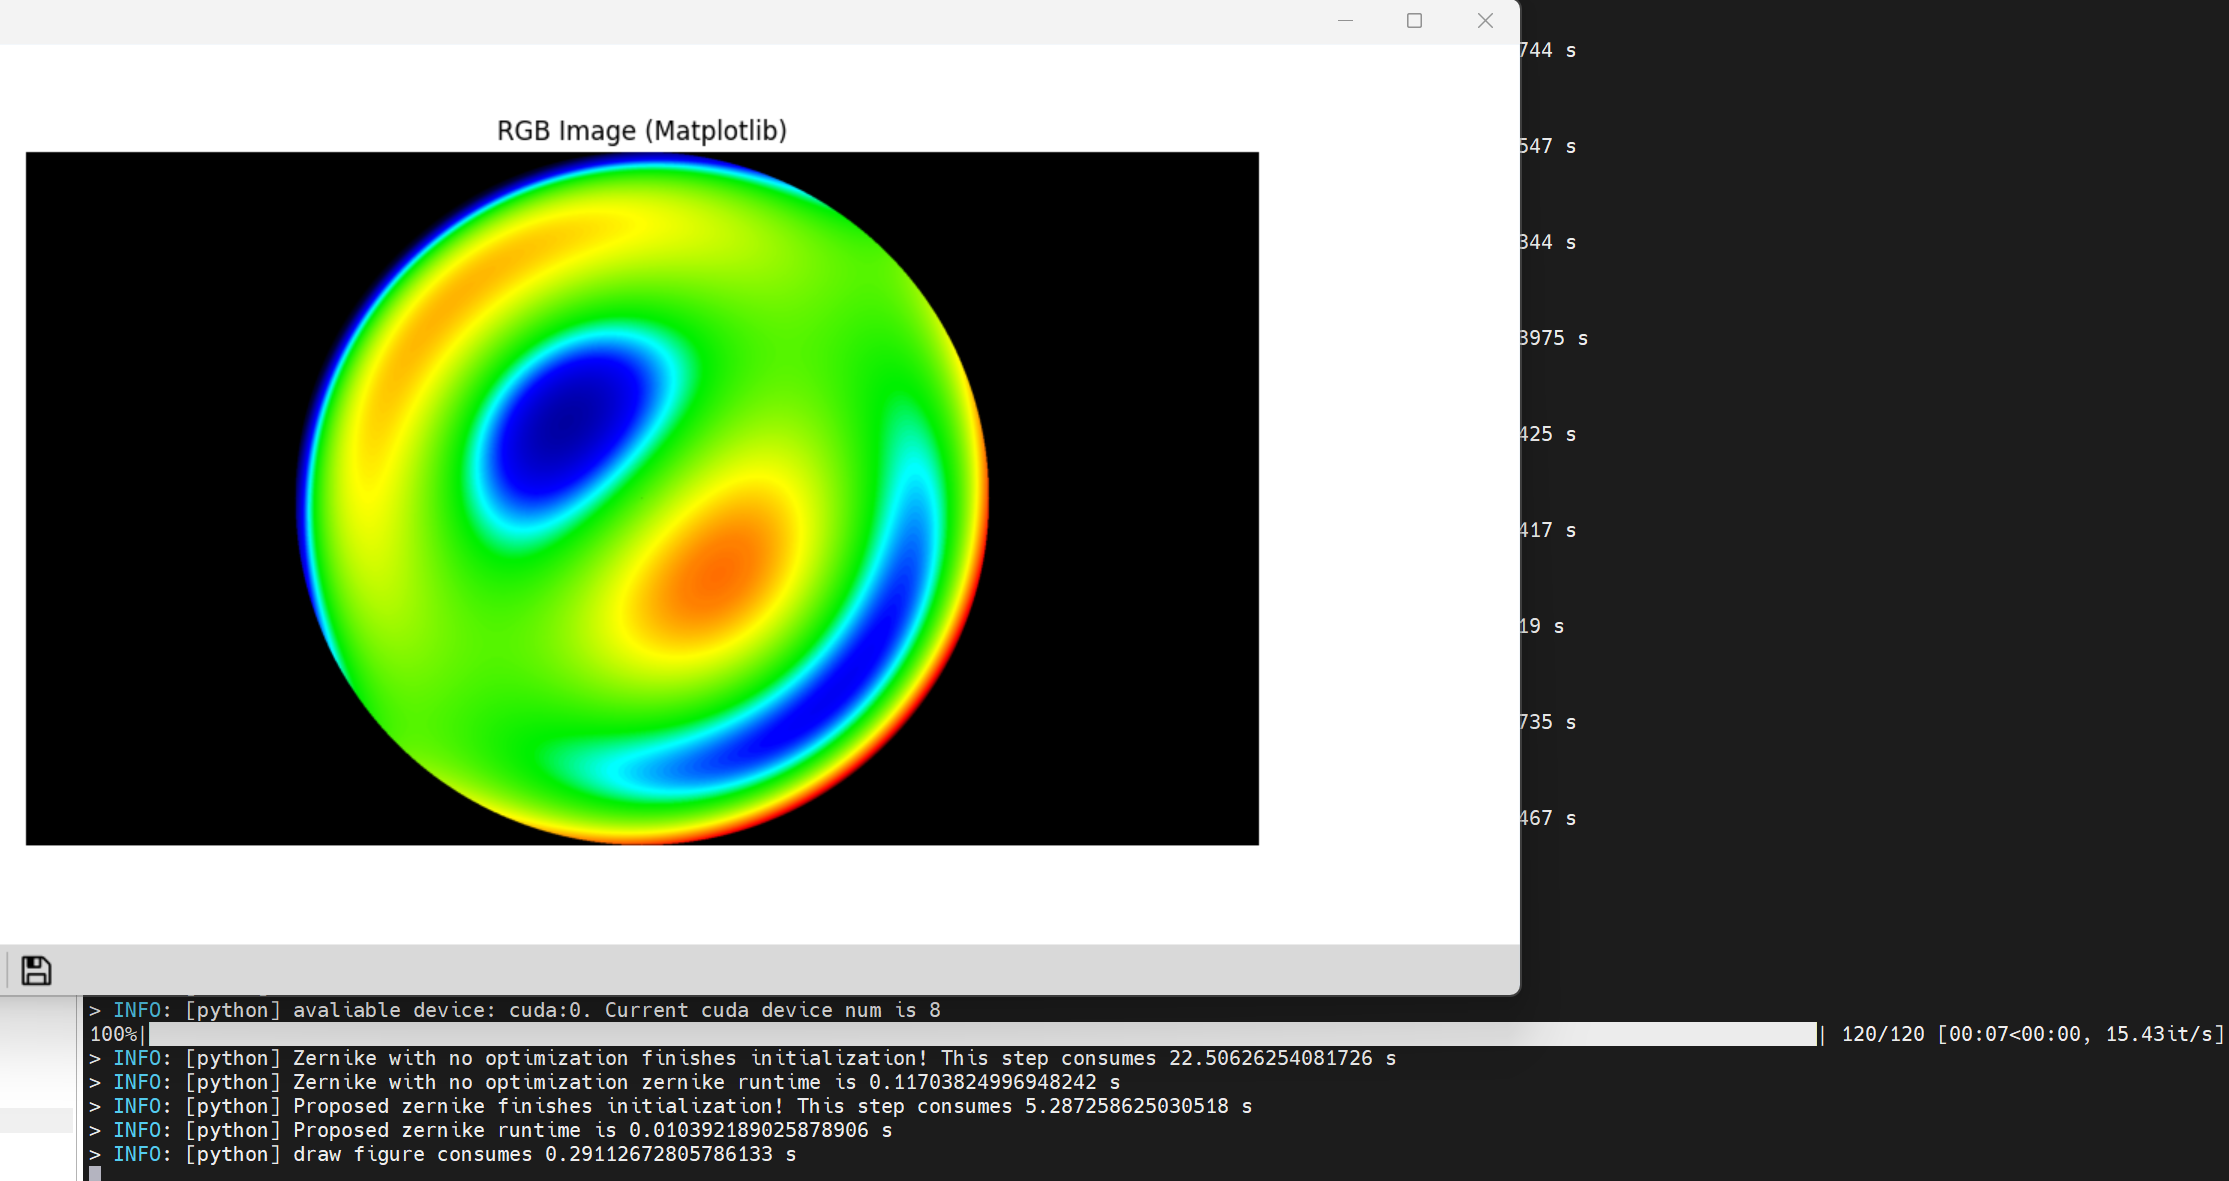 RGB Image (Matplotlib)
744 s
547 s
344 s
3975 s
425 s
417 s
19 s
735 s
467 s
> INFO: [python] avaliable device: cuda:0. Current cuda device num is 8
100%| | 120/120 [00:07<00:00, 15.43it/s]
> INFO: [python] Zernike with no optimization finishes initialization! This step consumes 22.50626254081726 s
> INFO: [python] Zernike with no optimization zernike runtime is 0.11703824996948242 s
> INFO: [python] Proposed zernike finishes initialization! This step consumes 5.287258625030518 s
> INFO: [python] Proposed zernike runtime is 0.010392189025878906 s
> INFO: [python] draw figure consumes 0.29112672805786133 s